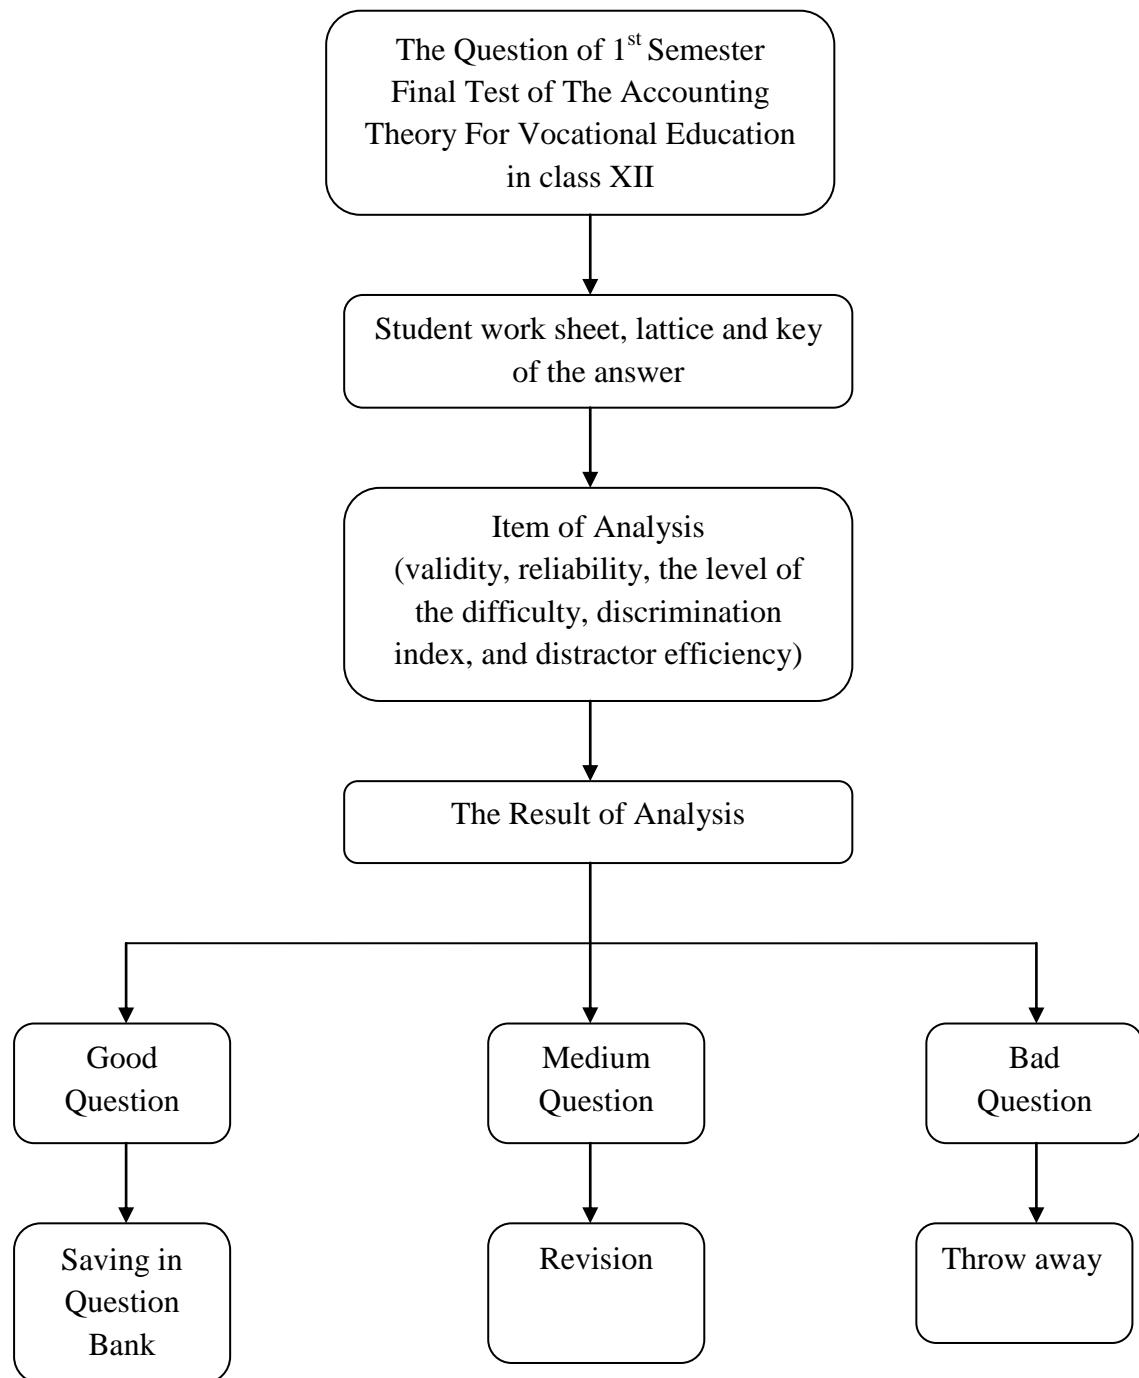 The Question of 1st Semester
Final Test of The Accounting
Theory For Vocational Education
in class XII
Student work sheet, lattice and key
of the answer
Item of Analysis
(validity, reliability, the level of
the difficulty, discrimination
index, and distractor efficiency)
The Result of Analysis
Good
Question
Medium
Question
Bad
Question
Saving in
Question
Bank
Revision
Throw away